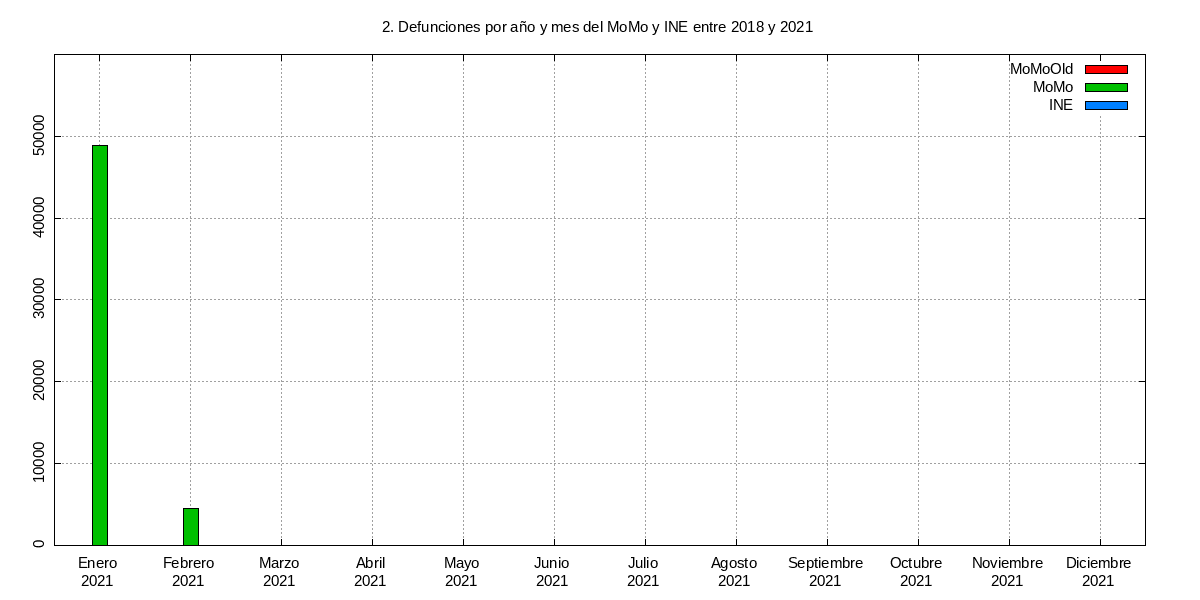 2. Defunciones por año y mes del MoMo y INE entre 2018 y 2021
MoMoOld
MoMo
INE
50000
40000
30000
20000
10000
0
Enero Febrero Marzo Abril Mayo Junio Julio Agosto Septiembre Octubre Noviembre Diciembre
2021 2021 2021 2021 2021 2021 2021 2021 2021 2021 2021 2021